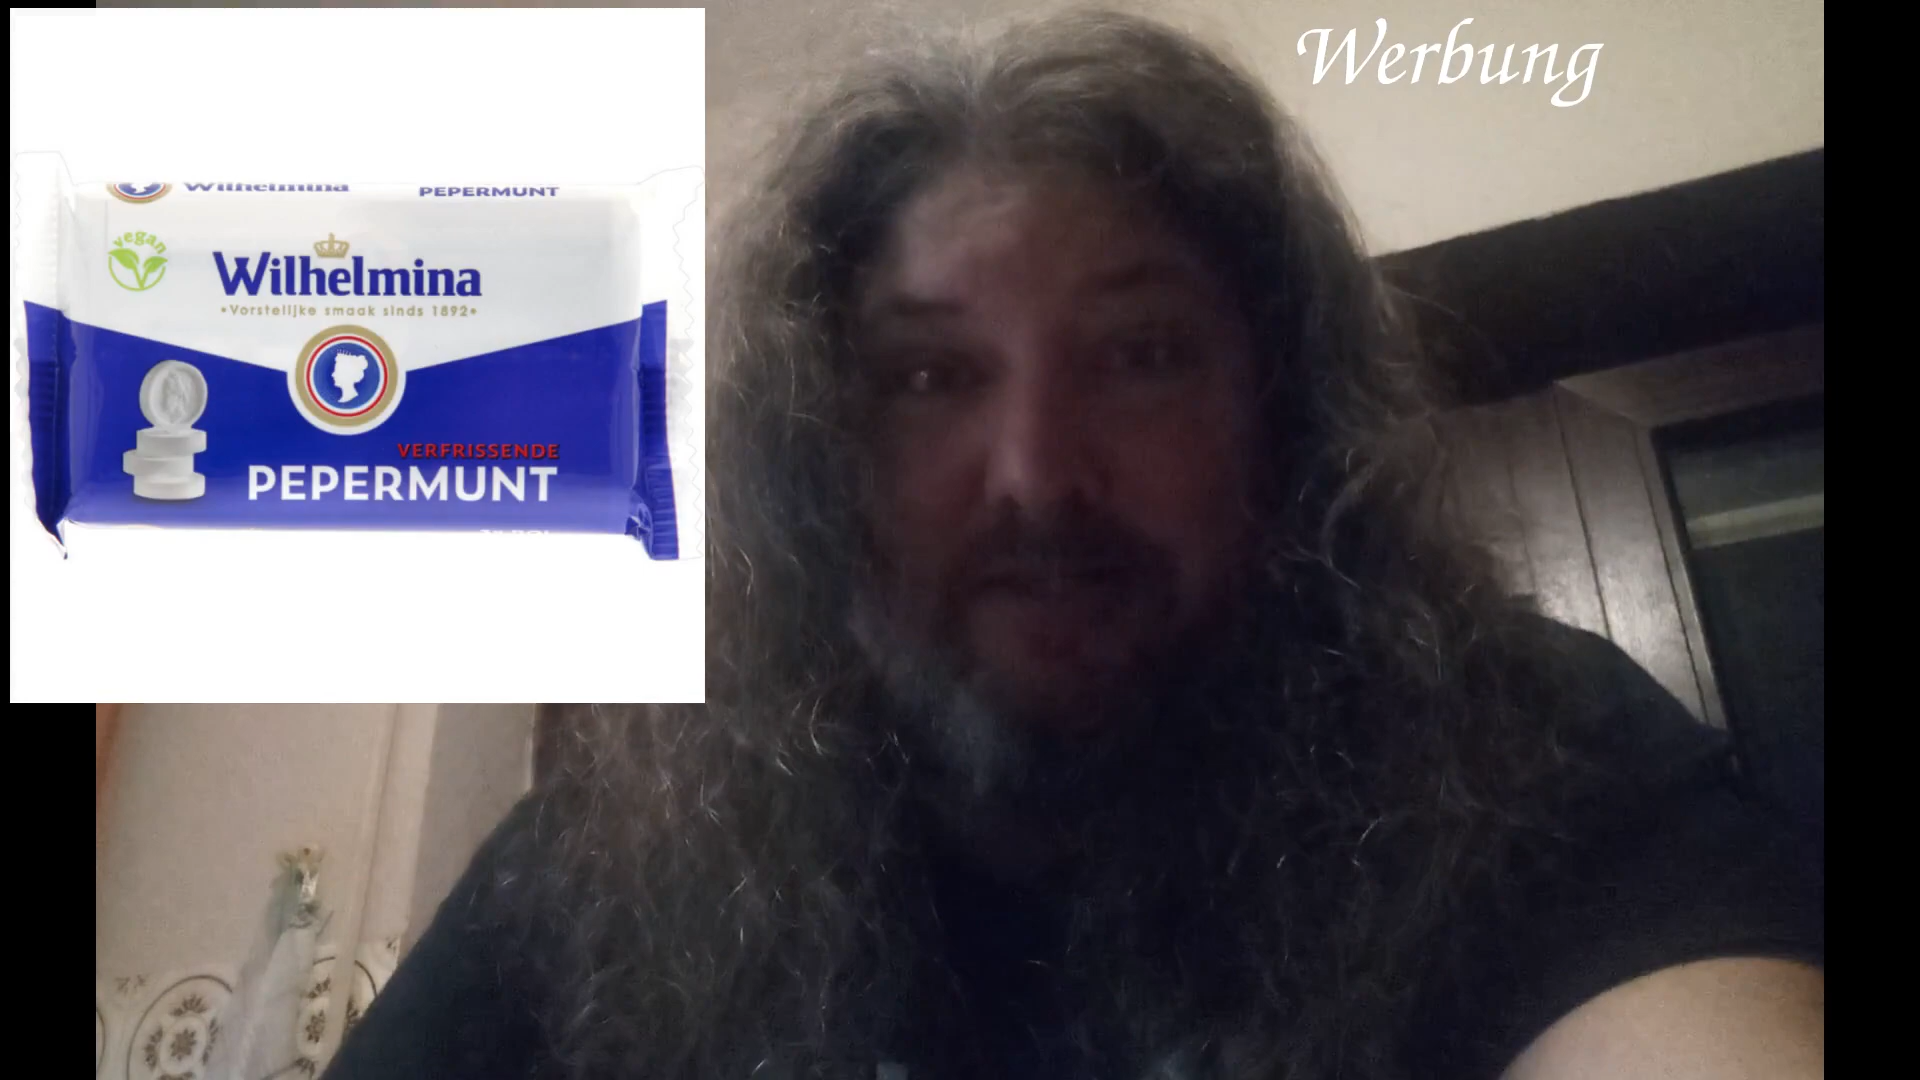 Werbung
Wilhelmina PEPERMUNT
vegan
Wilhelmina
•Vorstelijke smaak sinds 1892•
VERFRISSENDE
PEPERMUNT